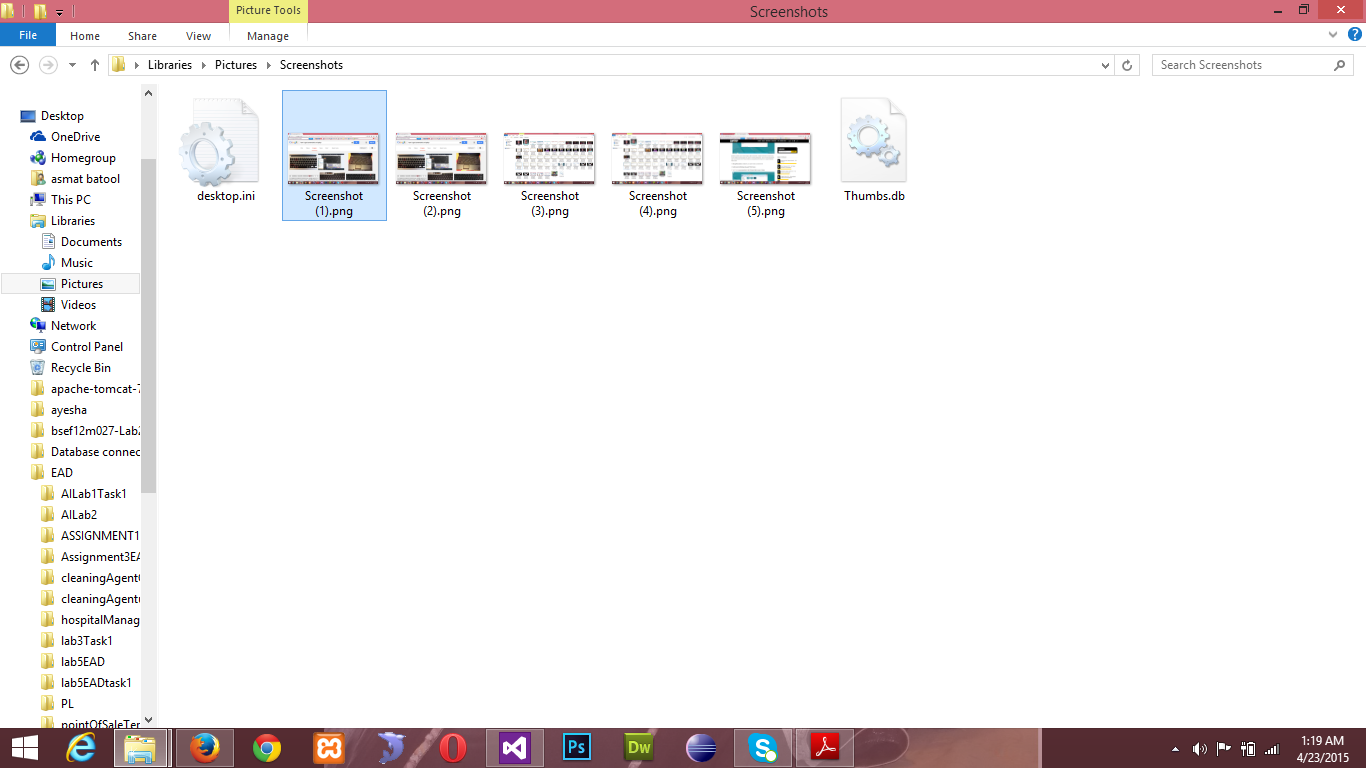 Picture Tools
Screenshots
File
Home
Share
View
Manage
Libraries
Pictures
Screenshots
Search Screenshots
Desktop
OneDrive
Homegroup
asmat batool
This PC
Libraries
Documents
Music
Pictures
Videos
Network
Control Panel
Recycle Bin
apache-tomcat-7
ayesha
bsef12m027-Lab2
Database connec
EAD
AILab1Task1
AILab2
ASSIGNMENT1
Assignment3EA
cleaningAgent
cleaningAgent
hospitalManag
lab3Task1
lab5EAD
lab5EADtask1
PL
pointOfSaleTer
desktop.ini
Screenshot
(1).png
Screenshot
(2).png
Screenshot
(3).png
Screenshot
(4).png
Screenshot
(5).png
Thumbs.db
Ps
Dw
1:19 AM
4/23/2015